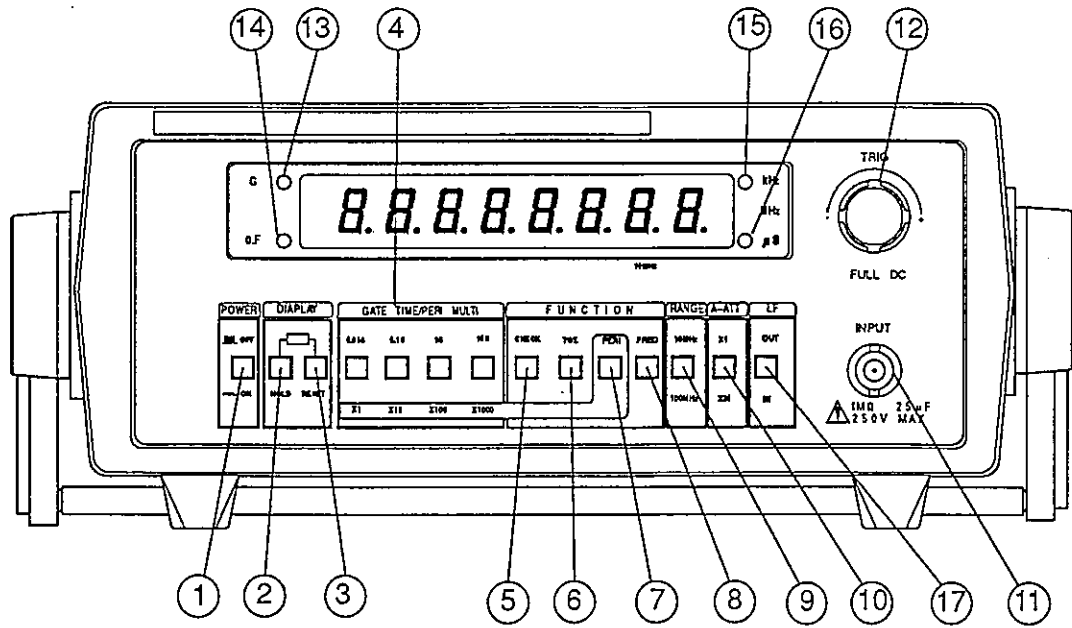 14 13 4 15 16 12
TRIG
G kHz
MHz
O.F µS
8.8.8.8.8.8.8.8.
FULL DC
POWER DISPLAY GATE TIME/PERI MULTI FUNCTION RANGE A-ATT LF
OFF CHECK PERI FREQ 10MHz X1 OUT
ON HOLD RESET 100MHz IN
X1 X10 X100 X1000
INPUT
1MΩ 25µF
250V MAX
1 2 3 5 6 7 8 9 10 17 11